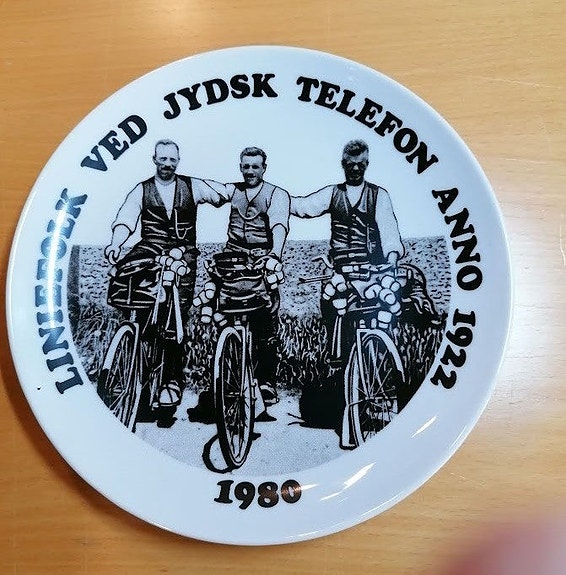 LINIEFOLK VED JYDSK TELEFON ANNO 1922
1980